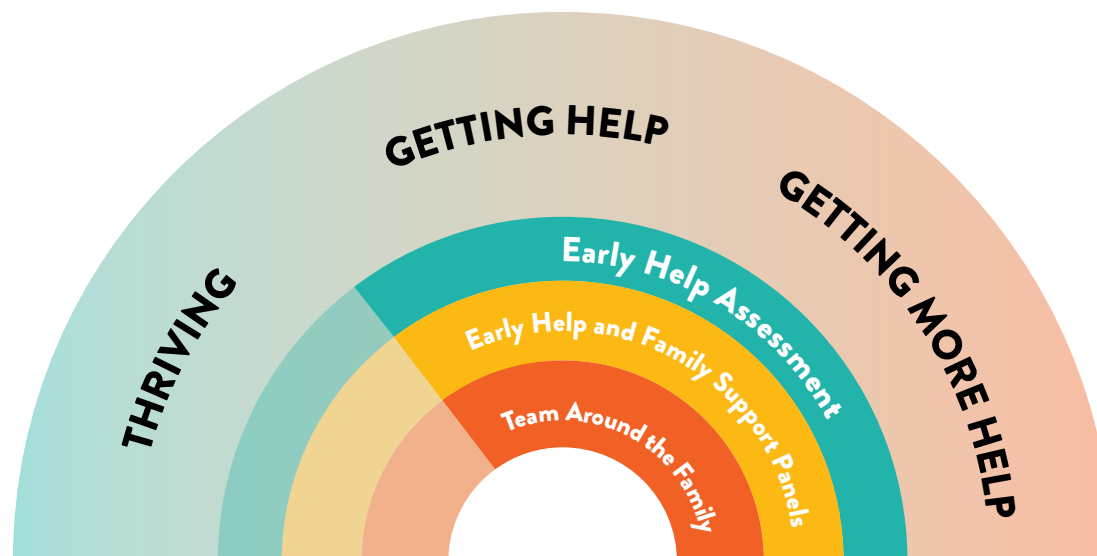 THRIVING
GETTING HELP
GETTING MORE HELP
Early Help Assessment
Early Help and Family Support Panels
Team Around the Family